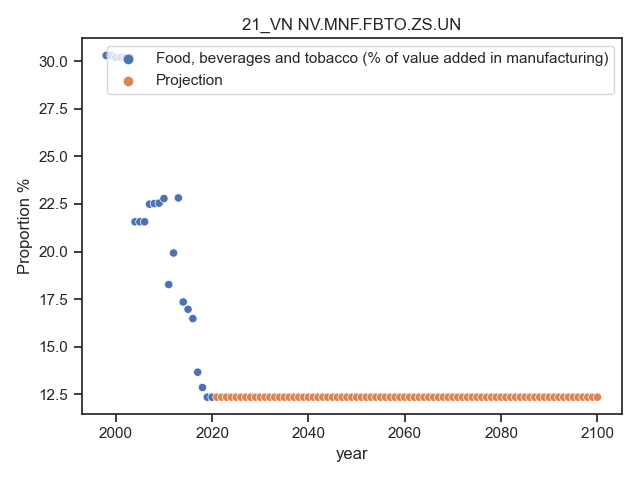 21_VN NV.MNF.FBTO.ZS.UN
Food, beverages and tobacco (% of value added in manufacturing)
Projection
Proportion %
30.0
27.5
25.0
22.5
20.0
17.5
15.0
12.5
2000
2020
2040
2060
2080
2100
year